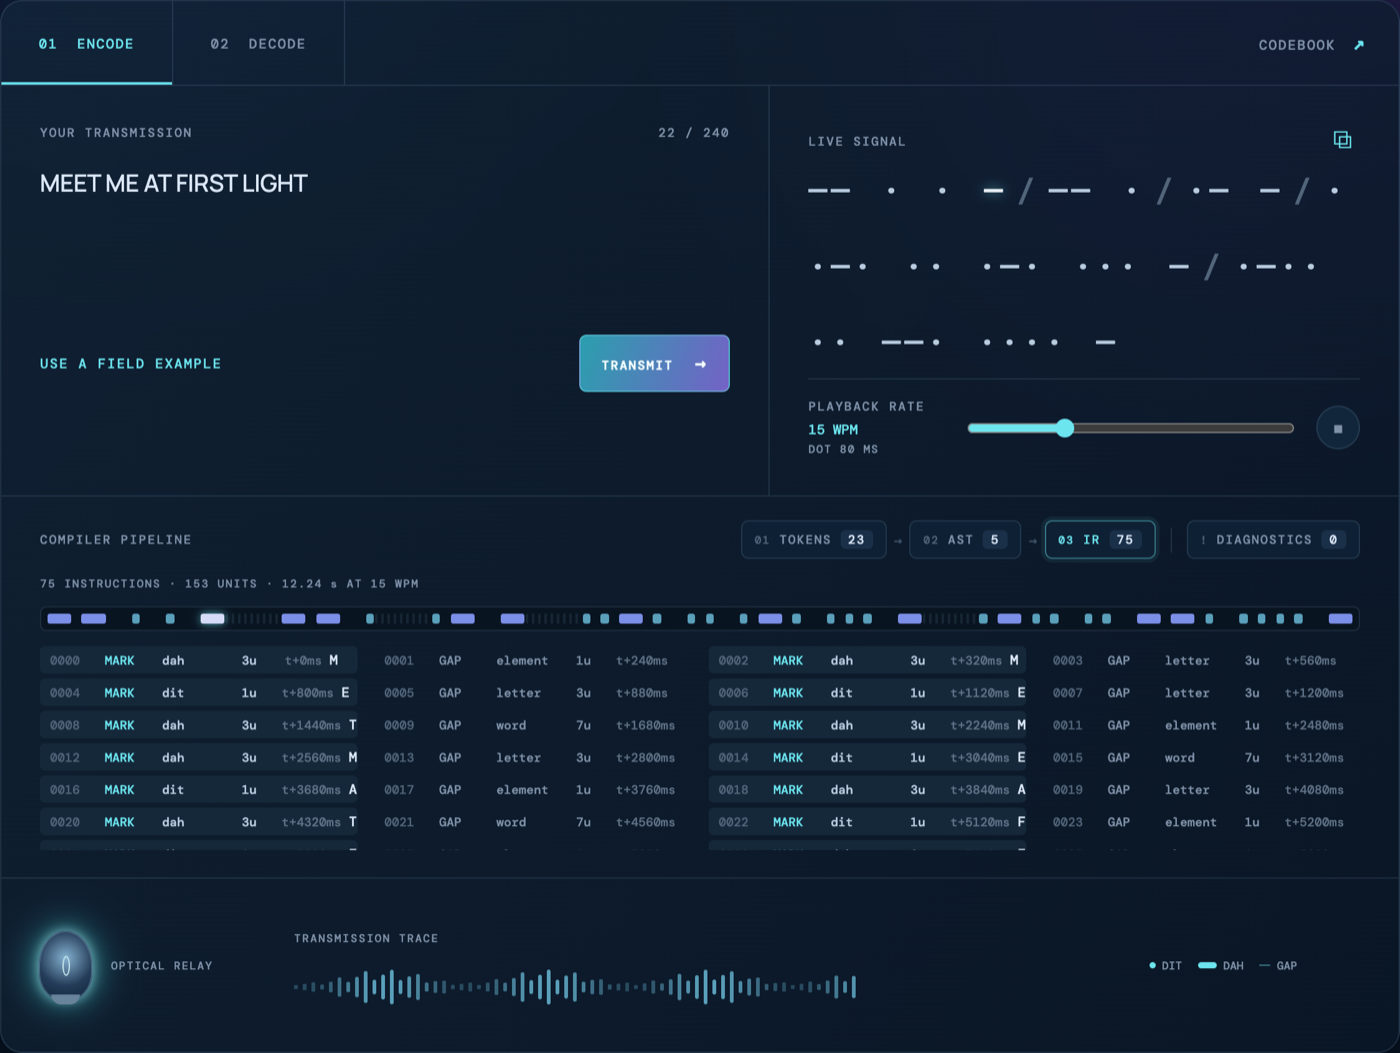 01 ENCODE
02 DECODE
CODEBOOK ↗
YOUR TRANSMISSION
22 / 240
MEET ME AT FIRST LIGHT
USE A FIELD EXAMPLE
TRANSMIT →
LIVE SIGNAL
—— · · — / —— · / ·— — / ·
·—· ·· ·—· ··· — / ·—··
·· ——· ···· —
PLAYBACK RATE
15 WPM
DOT 80 MS
COMPILER PIPELINE
01 TOKENS 23 → 02 AST 5 → 03 IR 75
! DIAGNOSTICS 0
75 INSTRUCTIONS · 153 UNITS · 12.24 s AT 15 WPM
0000 MARK dah 3u t+0ms M 0001 GAP element 1u t+240ms 0002 MARK dah 3u t+320ms M 0003 GAP letter 3u t+560ms
0004 MARK dit 1u t+800ms E 0005 GAP letter 3u t+880ms 0006 MARK dit 1u t+1120ms E 0007 GAP letter 3u t+1200ms
0008 MARK dah 3u t+1440ms T 0009 GAP word 7u t+1680ms 0010 MARK dah 3u t+2240ms M 0011 GAP element 1u t+2480ms
0012 MARK dah 3u t+2560ms M 0013 GAP letter 3u t+2800ms 0014 MARK dit 1u t+3040ms E 0015 GAP word 7u t+3120ms
0016 MARK dit 1u t+3680ms A 0017 GAP element 1u t+3760ms 0018 MARK dah 3u t+3840ms A 0019 GAP letter 3u t+4080ms
0020 MARK dah 3u t+4320ms T 0021 GAP word 7u t+4560ms 0022 MARK dit 1u t+5120ms F 0023 GAP element 1u t+5200ms
OPTICAL RELAY
TRANSMISSION TRACE
DIT
DAH
GAP